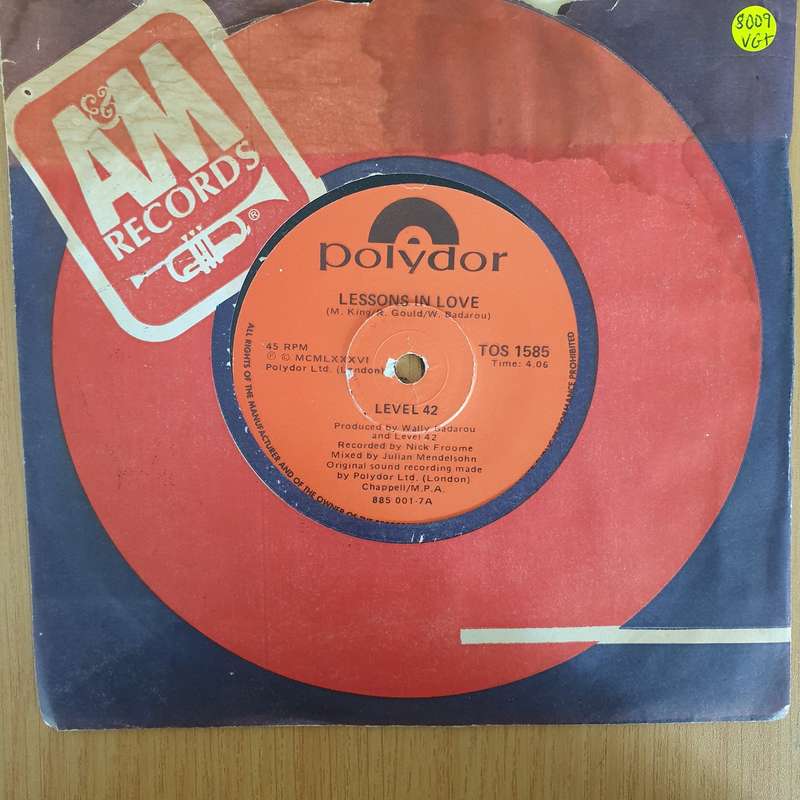 8009
VG+
A&M
RECORDS
®
polydor
LESSONS IN LOVE
(M. King/R. Gould/W. Badarou)
45 RPM
℗ © MCMLXXXVI
Polydor Ltd. (London)
TOS 1585
Time: 4.06
LEVEL 42
Produced by Wally Badarou
and Level 42
Recorded by Nick Froome
Mixed by Julian Mendelsohn
Original sound recording made
by Polydor Ltd. (London)
Chappell/M.P.A.
885 001-7A
ALL RIGHTS OF THE MANUFACTURER AND OF THE OWNER OF THE
PERFORMANCE PROHIBITED